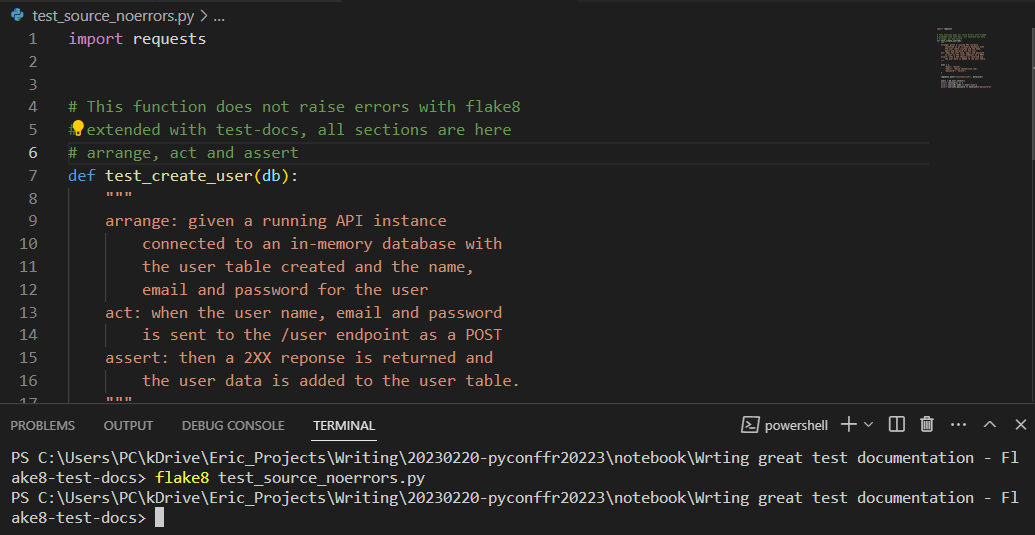 test_source_noerrors.py > ...
1 import requests
2
3
4 # This function does not raise errors with flake8
5 # extended with test-docs, all sections are here
6 # arrange, act and assert
7 def test_create_user(db):
8 """
9 arrange: given a running API instance
10 connected to an in-memory database with
11 the user table created and the name,
12 email and password for the user
13 act: when the user name, email and password
14 is sent to the /user endpoint as a POST
15 assert: then a 2XX reponse is returned and
16 the user data is added to the user table.
17 """
PROBLEMS OUTPUT DEBUG CONSOLE TERMINAL powershell
PS C:\Users\PC\kDrive\Eric_Projects\Writing\20230220-pyconffr20223\notebook\Wrting great test documentation - Fl
ake8-test-docs> flake8 test_source_noerrors.py
PS C:\Users\PC\kDrive\Eric_Projects\Writing\20230220-pyconffr20223\notebook\Wrting great test documentation - Fl
ake8-test-docs>